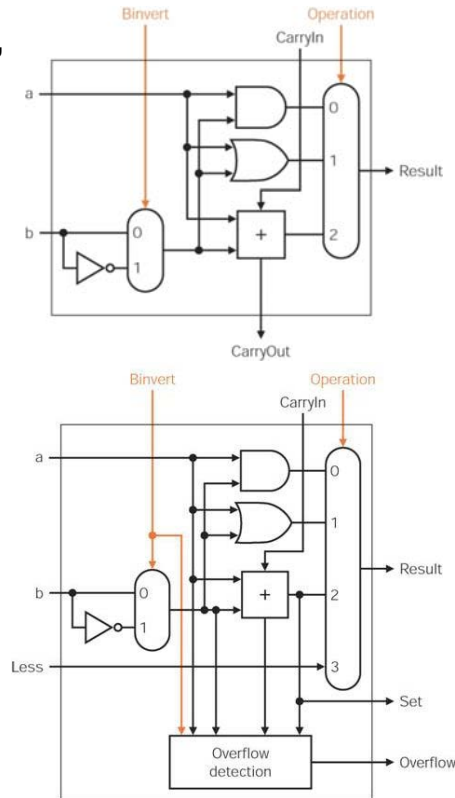 Binvert
Operation
CarryIn
a
0
1
Result
b
0
1
+
2
CarryOut
Binvert
Operation
CarryIn
a
0
1
b
0
1
+
2
Result
Less
3
Set
Overflow
detection
Overflow